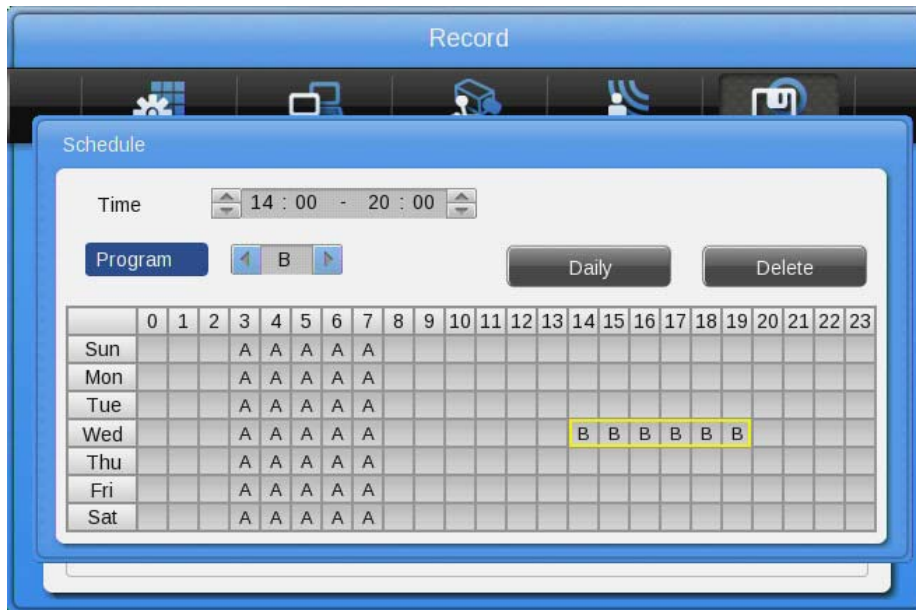 Record
Schedule
Time 14 : 00 - 20 : 00
Program B Daily Delete
0 1 2 3 4 5 6 7 8 9 10 11 12 13 14 15 16 17 18 19 20 21 22 23
Sun A A A A A
Mon A A A A A
Tue A A A A A
Wed A A A A A B B B B B B
Thu A A A A A
Fri A A A A A
Sat A A A A A